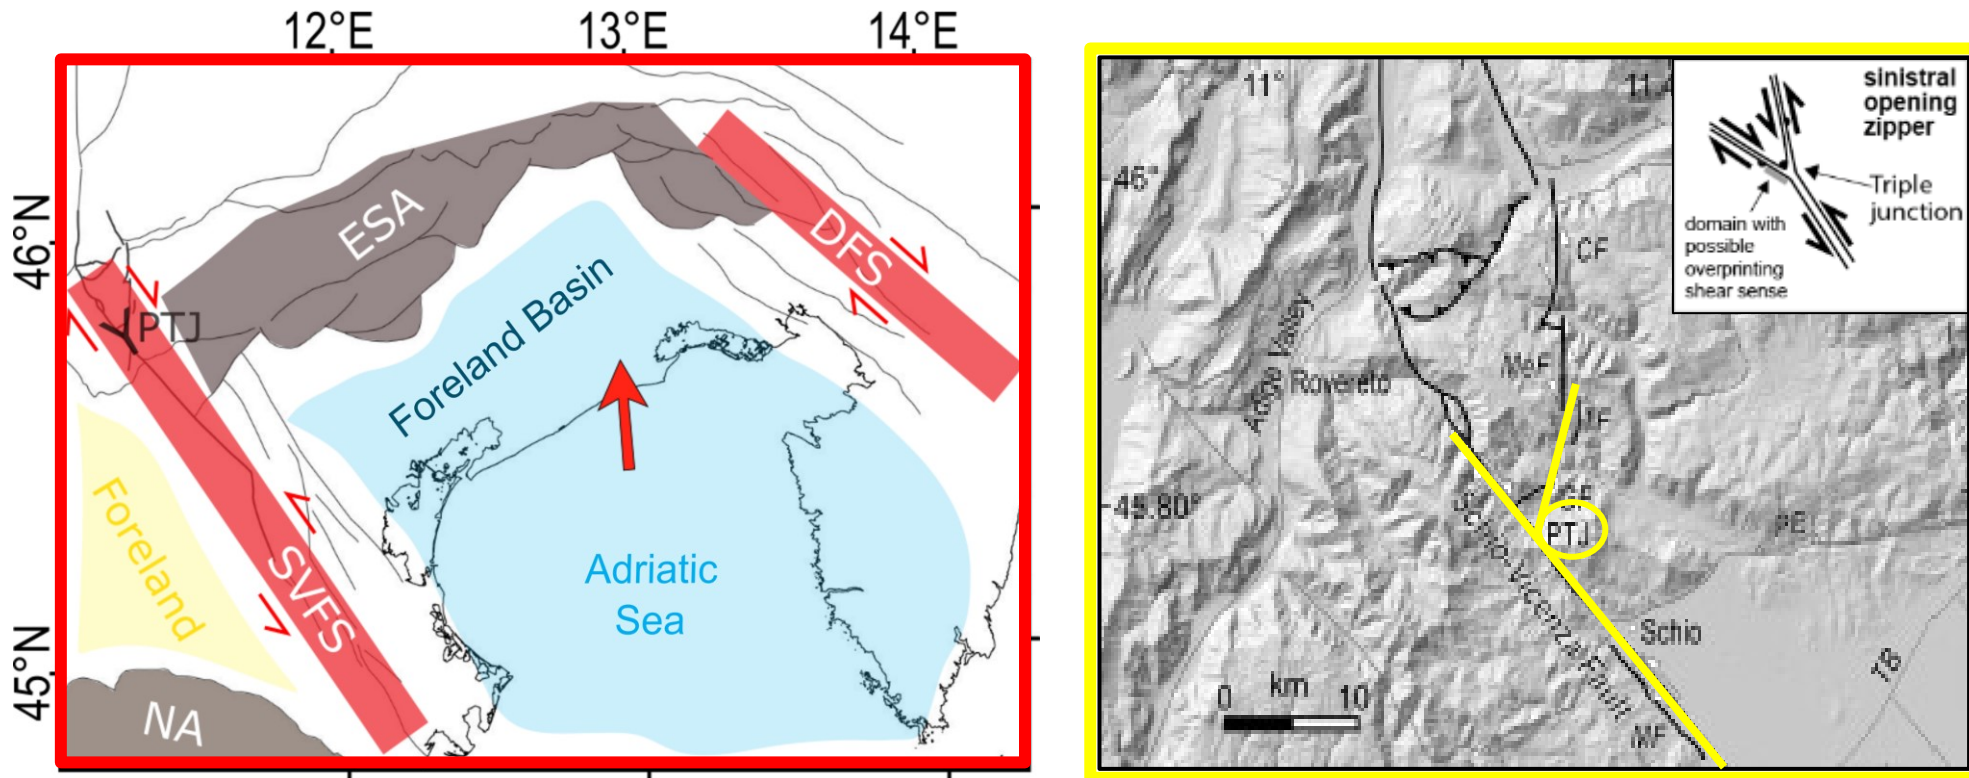 12°E
13°E
14°E
46°N
45°N
ESA
DFS
PTJ
Foreland Basin
Foreland
SVFS
Adriatic
Sea
NA
11°
46°
45.80°
Adige Valley
Rovereto
CF
MeF
PTJ
Schio-Vicenza Fault
Schio
TB
MF
0 km 10
sinistral
opening
zipper
Triple
junction
domain with
possible
overprinting
shear sense